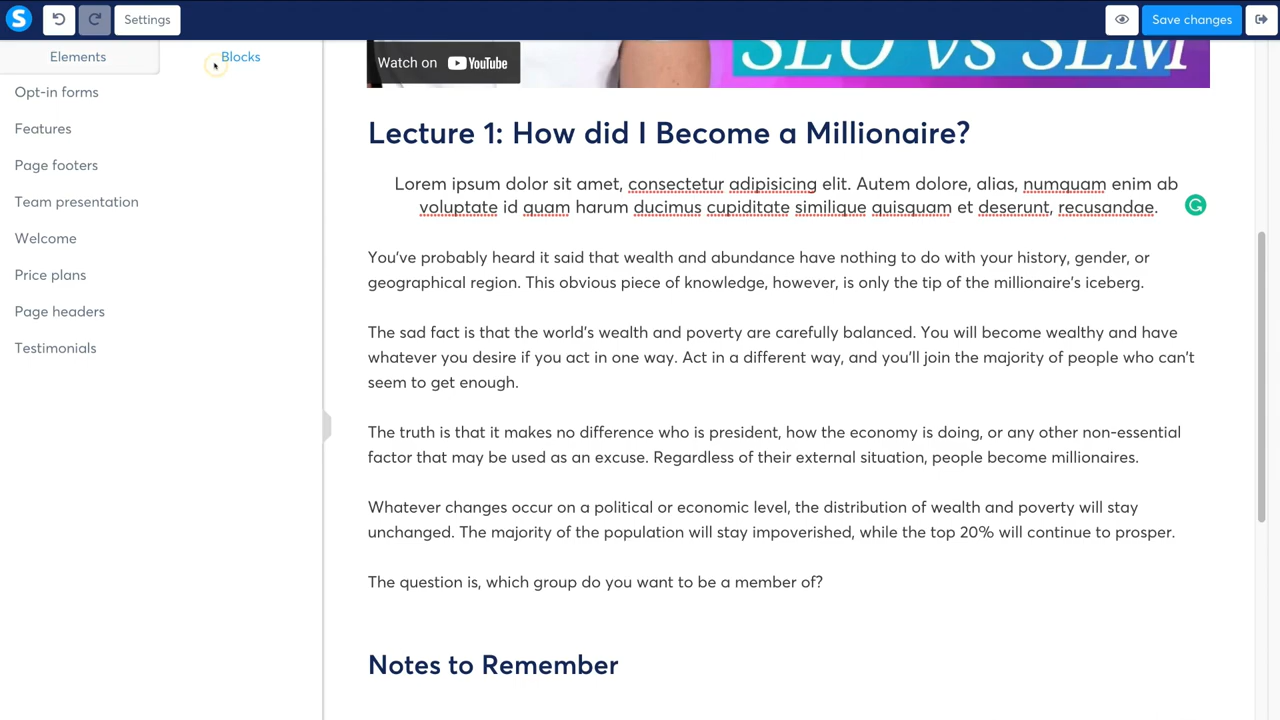 S
Settings
Save changes
Elements
Blocks
Opt-in forms
Features
Page footers
Team presentation
Welcome
Price plans
Page headers
Testimonials
Watch on YouTube
SEO vs SEM
Lecture 1: How did I Become a Millionaire?
Lorem ipsum dolor sit amet, consectetur adipisicing elit. Autem dolore, alias, numquam enim ab
voluptate id quam harum ducimus cupiditate similique quisquam et deserunt, recusandae.
You've probably heard it said that wealth and abundance have nothing to do with your history, gender, or
geographical region. This obvious piece of knowledge, however, is only the tip of the millionaire's iceberg.
The sad fact is that the world's wealth and poverty are carefully balanced. You will become wealthy and have
whatever you desire if you act in one way. Act in a different way, and you'll join the majority of people who can't
seem to get enough.
The truth is that it makes no difference who is president, how the economy is doing, or any other non-essential
factor that may be used as an excuse. Regardless of their external situation, people become millionaires.
Whatever changes occur on a political or economic level, the distribution of wealth and poverty will stay
unchanged. The majority of the population will stay impoverished, while the top 20% will continue to prosper.
The question is, which group do you want to be a member of?
Notes to Remember